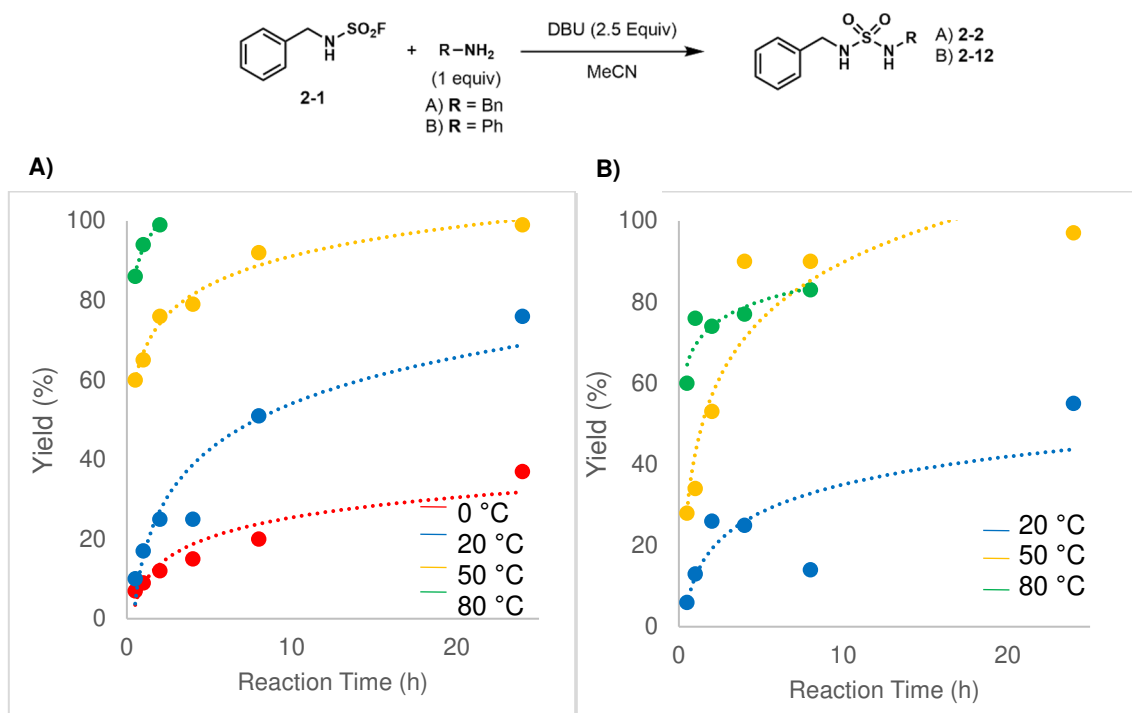 SO₂F
N
H
2-1
+
R–NH₂
(1 equiv)
A) R = Bn
B) R = Ph
DBU (2.5 Equiv)
MeCN
O O
S
N
H
N
H
R
A) 2-2
B) 2-12
A)
Yield (%)
100
80
60
40
20
0
0 10 20
Reaction Time (h)
0 °C
20 °C
50 °C
80 °C
B)
Yield (%)
100
80
60
40
20
0
0 10 20
Reaction Time (h)
20 °C
50 °C
80 °C